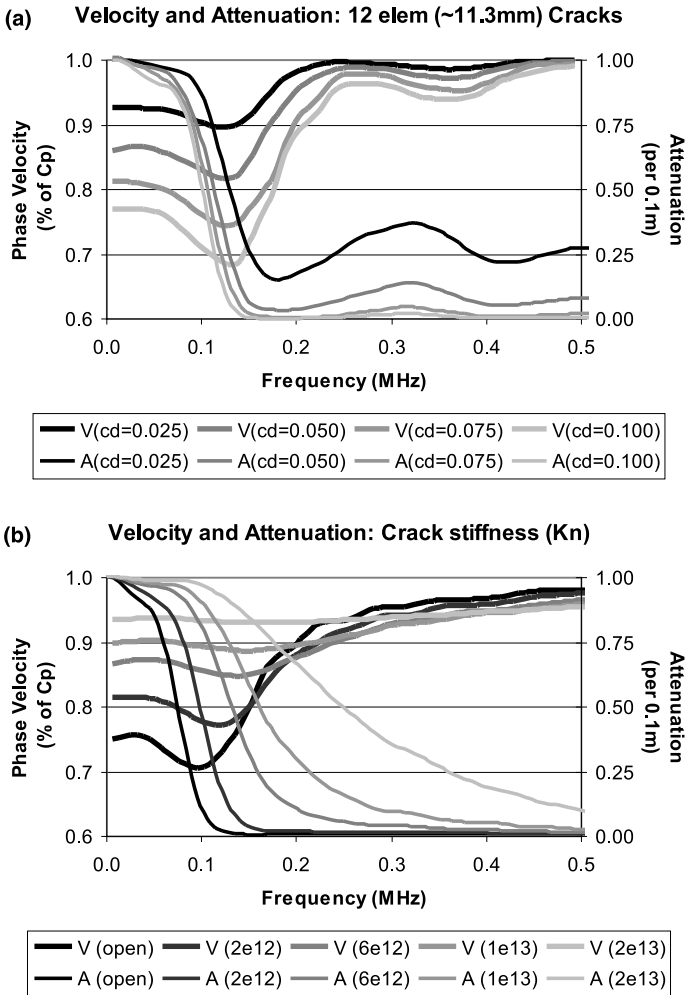 (a) Velocity and Attenuation: 12 elem (~11.3mm) Cracks
1.0
0.9
0.8
0.7
0.6
Phase Velocity
(% of Cp)
1.00
0.75
0.50
0.25
0.00
Attenuation
(per 0.1m)
0.0 0.1 0.2 0.3 0.4 0.5
Frequency (MHz)
V(cd=0.025) V(cd=0.050) V(cd=0.075) V(cd=0.100)
A(cd=0.025) A(cd=0.050) A(cd=0.075) A(cd=0.100)
(b) Velocity and Attenuation: Crack stiffness (Kn)
1.0
0.9
0.8
0.7
0.6
Phase Velocity
(% of Cp)
1.00
0.75
0.50
0.25
0.00
Attenuation
(per 0.1m)
0.0 0.1 0.2 0.3 0.4 0.5
Frequency (MHz)
V (open) V (2e12) V (6e12) V (1e13) V (2e13)
A (open) A (2e12) A (6e12) A (1e13) A (2e13)